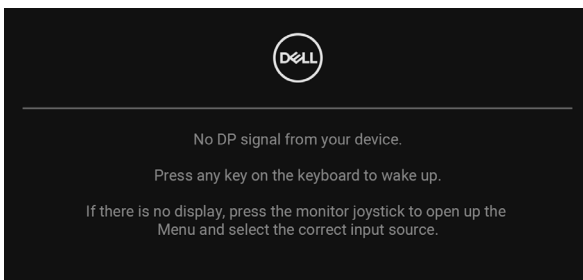 DELL
No DP signal from your device.
Press any key on the keyboard to wake up.
If there is no display, press the monitor joystick to open up the
Menu and select the correct input source.